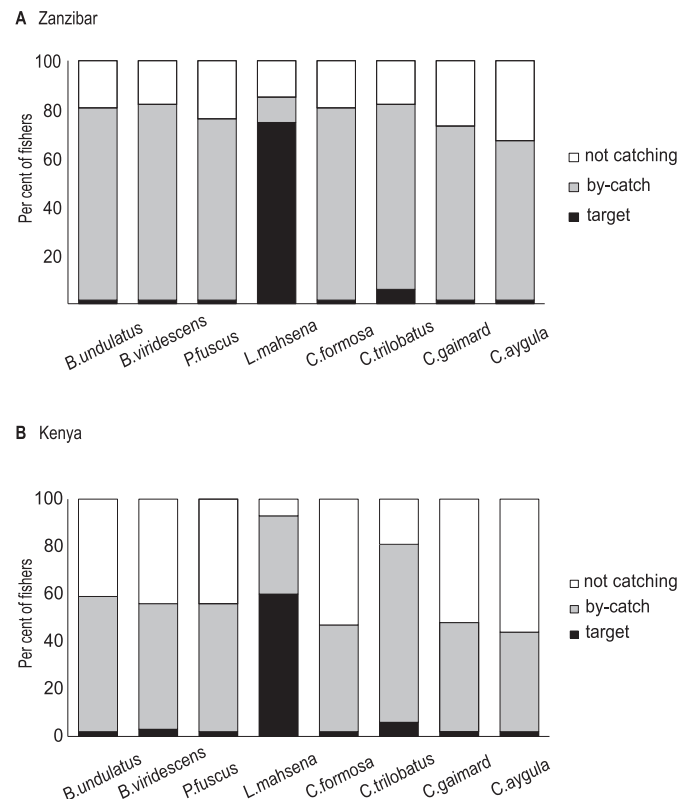 A Zanzibar
100
80
60
40
20
Per cent of fishers
not catching
by-catch
target
B.undulatus
B.viridescens
P.fuscus
L.mahsena
C.formosa
C.trilobatus
C.gaimard
C.aygula
B Kenya
100
80
60
40
20
0
Per cent of fishers
not catching
by-catch
target
B.undulatus
B.viridescens
P.fuscus
L.mahsena
C.formosa
C.trilobatus
C.gaimard
C.aygula